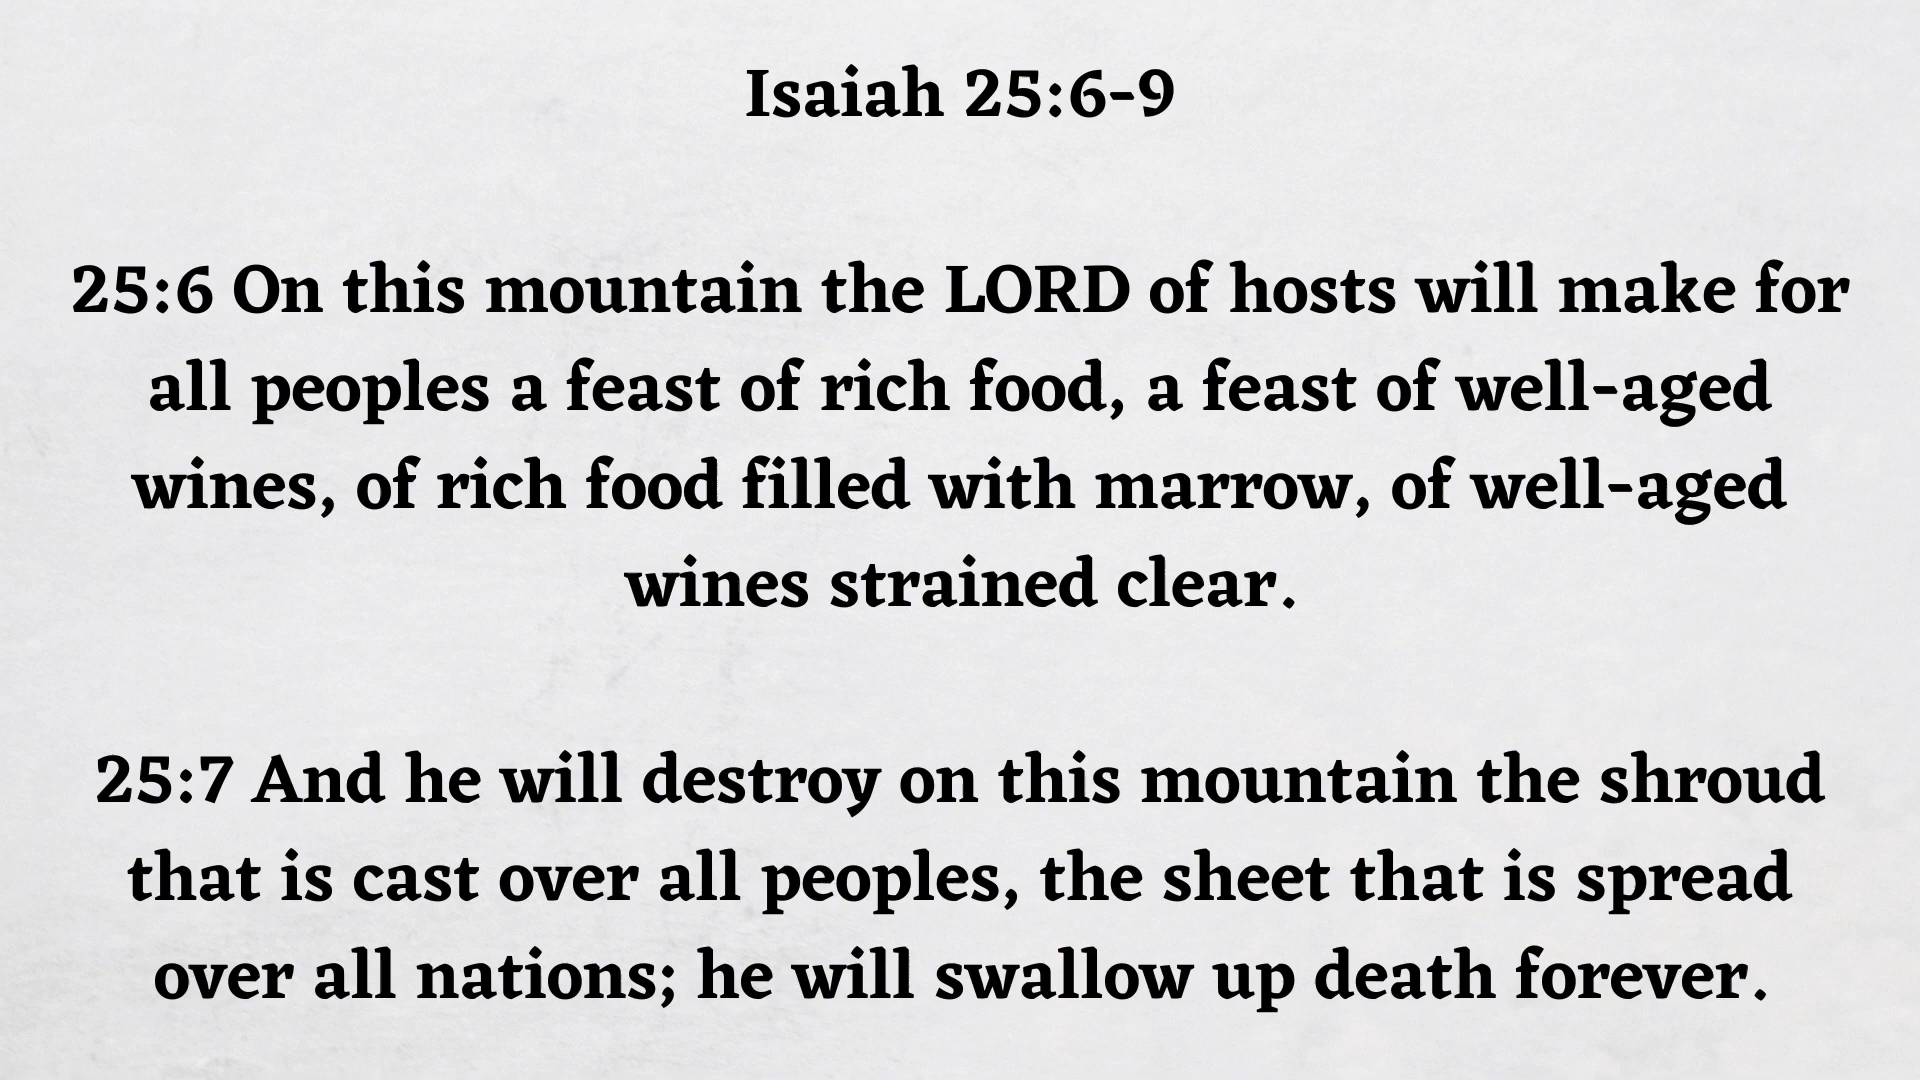 Isaiah 25:6-9
25:6 On this mountain the LORD of hosts will make for
all peoples a feast of rich food, a feast of well-aged
wines, of rich food filled with marrow, of well-aged
wines strained clear.
25:7 And he will destroy on this mountain the shroud
that is cast over all peoples, the sheet that is spread
over all nations; he will swallow up death forever.